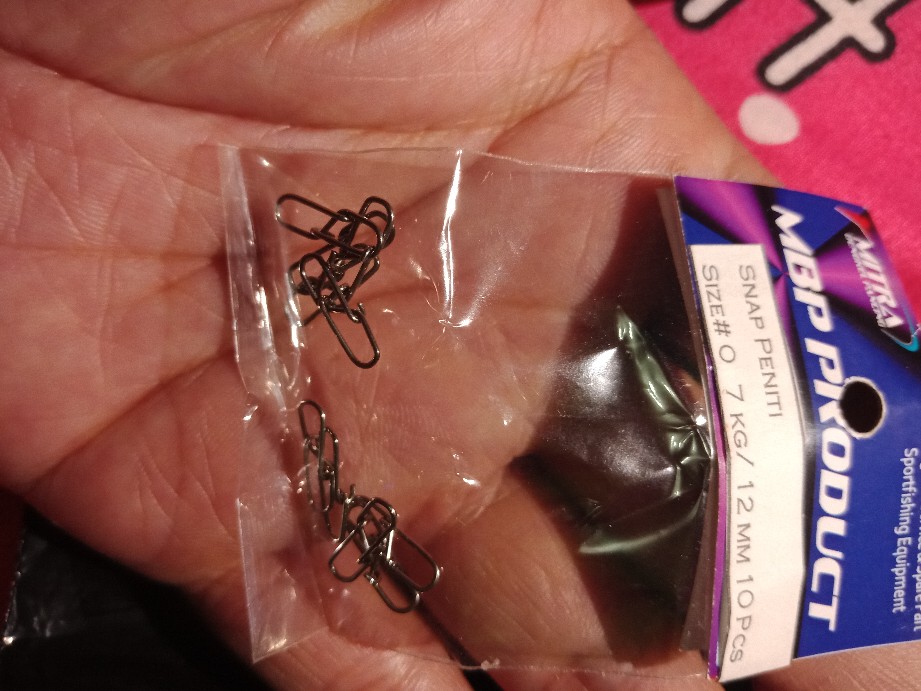 MITRA
MBP PRODUCT
SNAP PENITI
SIZE# 0 7 KG/ 12 MM 10 PCS
Sportfishing Equipment